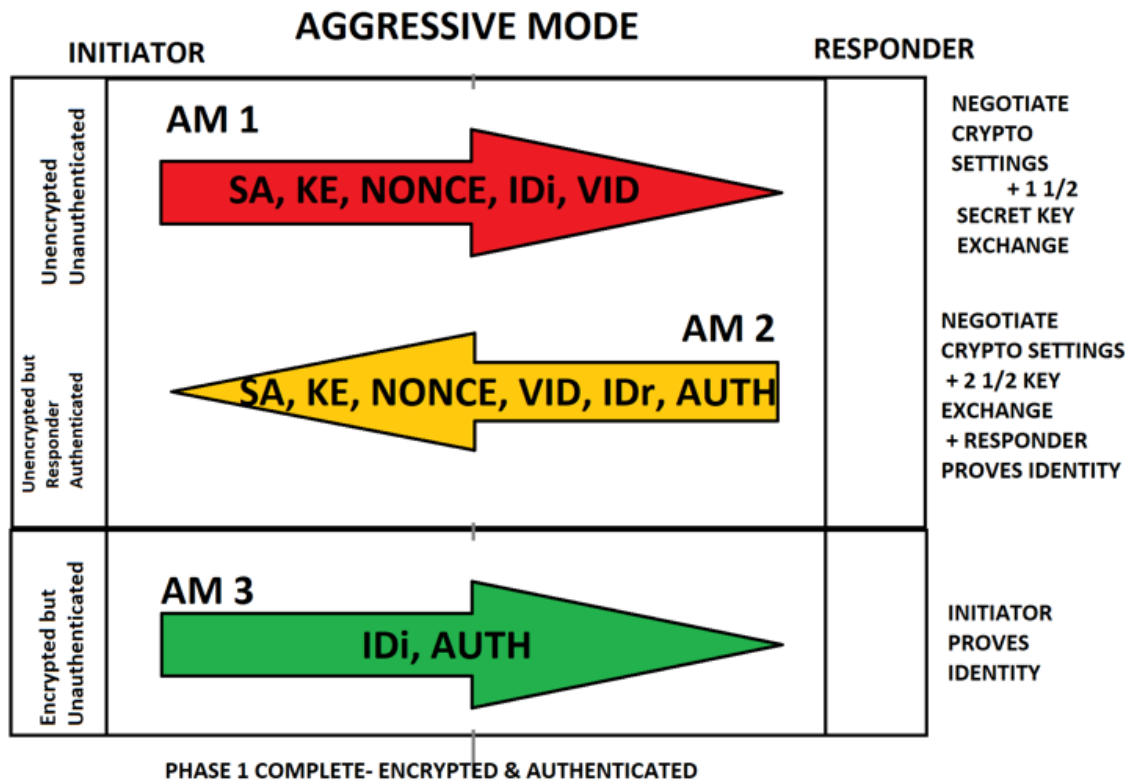 AGGRESSIVE MODE
INITIATOR
RESPONDER
Unencrypted
Unanuthenticated
AM 1
SA, KE, NONCE, IDi, VID
NEGOTIATE
CRYPTO
SETTINGS
+ 1 1/2
SECRET KEY
EXCHANGE
Unencrypted but
Responder
Authenticated
AM 2
SA, KE, NONCE, VID, IDr, AUTH
NEGOTIATE
CRYPTO SETTINGS
+ 2 1/2 KEY
EXCHANGE
+ RESPONDER
PROVES IDENTITY
Encrypted but
Unauthenticated
AM 3
IDi, AUTH
INITIATOR
PROVES
IDENTITY
PHASE 1 COMPLETE- ENCRYPTED & AUTHENTICATED